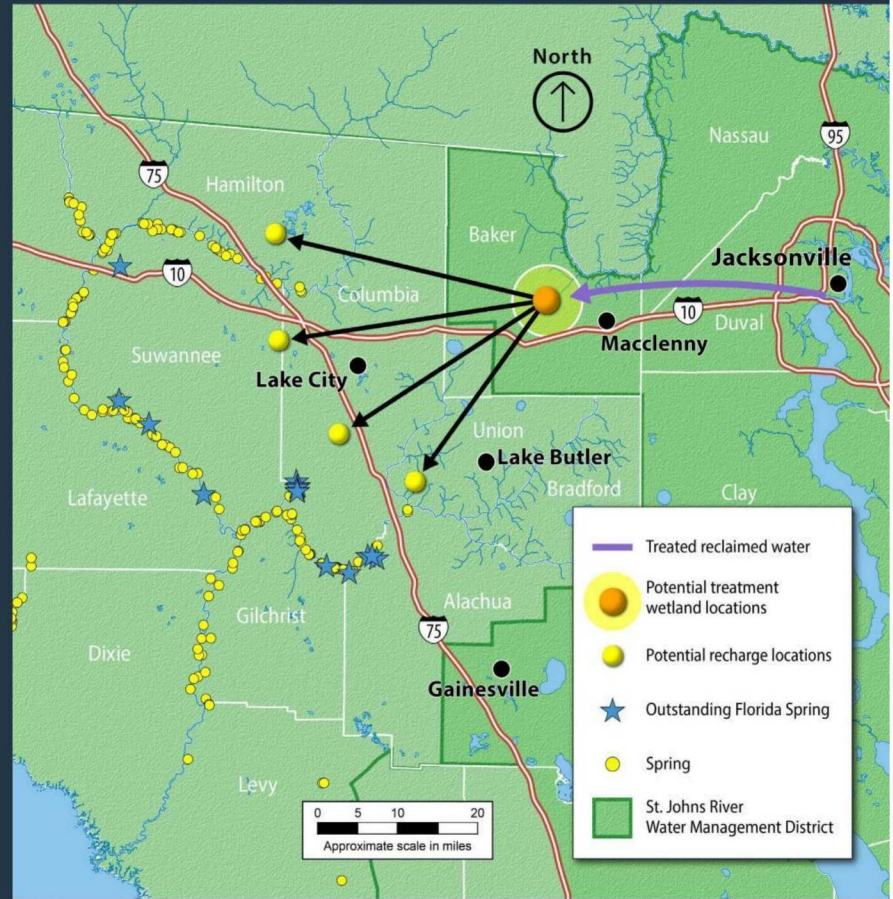 North
Nassau
95
75
Hamilton
Baker
Jacksonville
10
Columbia
10
Duval
Macclenny
Suwannee
Lake City
Union
Lake Butler
Bradford
Lafayette
Clay
Treated reclaimed water
Potential treatment
wetland locations
Potential recharge locations
Outstanding Florida Spring
Spring
St. Johns River
Water Management District
Alachua
Gilchrist
75
Dixie
Gainesville
Levy
0 5 10 20
Approximate scale in miles